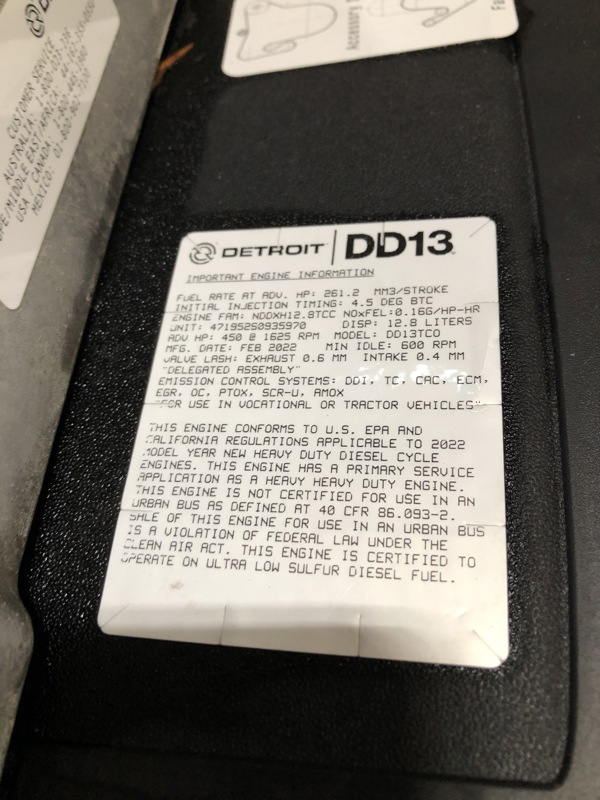 CUSTOMER SERVICE
AUSTRALIA:
MIDDLE EAST/AFRICA:
USA / CANADA:
MEXICO:
Accessory
Fa
DETROIT DD13
IMPORTANT ENGINE INFORMATION
FUEL RATE AT ADV. HP: 261.2 MM3/STROKE
INITIAL INJECTION TIMING: 4.5 DEG BTC
ENGINE FAM: NDDXH12.8TCC NOxFEL:0.16G/HP-HR
UNIT: 471952S0935970 DISP: 12.8 LITERS
ADV HP: 450 @ 1625 RPM MODEL: DD13TCO
MFG. DATE: FEB 2022 MIN IDLE: 600 RPM
VALVE LASH: EXHAUST 0.6 MM INTAKE 0.4 MM
"DELEGATED ASSEMBLY"
EMISSION CONTROL SYSTEMS: DDI, TC, CAC, ECM,
EGR, OC, PTOX, SCR-U, AMOX
"FOR USE IN VOCATIONAL OR TRACTOR VEHICLES"
THIS ENGINE CONFORMS TO U.S. EPA AND
CALIFORNIA REGULATIONS APPLICABLE TO 2022
MODEL YEAR NEW HEAVY DUTY DIESEL CYCLE
ENGINES. THIS ENGINE HAS A PRIMARY SERVICE
APPLICATION AS A HEAVY HEAVY DUTY ENGINE.
THIS ENGINE IS NOT CERTIFIED FOR USE IN AN
URBAN BUS AS DEFINED AT 40 CFR 86.093-2.
SALE OF THIS ENGINE FOR USE IN AN URBAN BUS
IS A VIOLATION OF FEDERAL LAW UNDER THE
CLEAN AIR ACT. THIS ENGINE IS CERTIFIED TO
OPERATE ON ULTRA LOW SULFUR DIESEL FUEL.